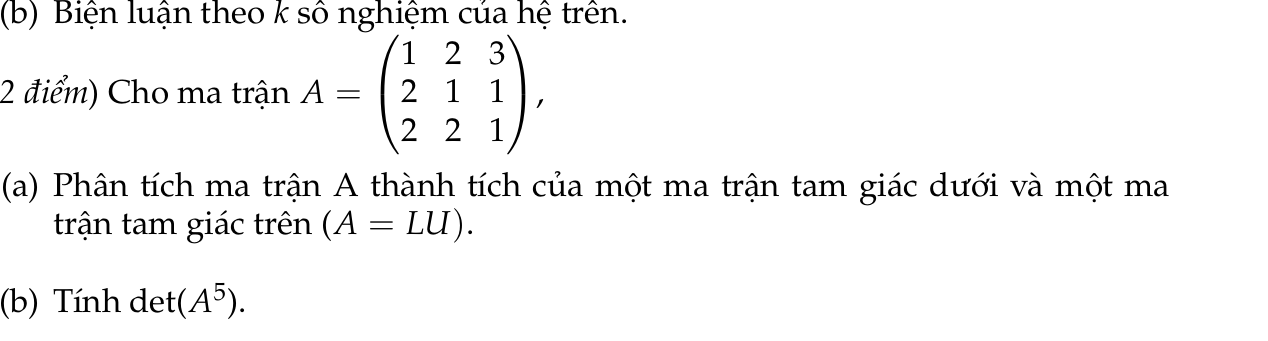 (b) Biện luận theo k số nghiệm của hệ trên.
2 điểm) Cho ma trận A = \begin{pmatrix} 1 & 2 & 3 \\ 2 & 1 & 1 \\ 2 & 2 & 1 \end{pmatrix},
(a) Phân tích ma trận A thành tích của một ma trận tam giác dưới và một ma
trận tam giác trên (A = LU).
(b) Tính det(A⁵).